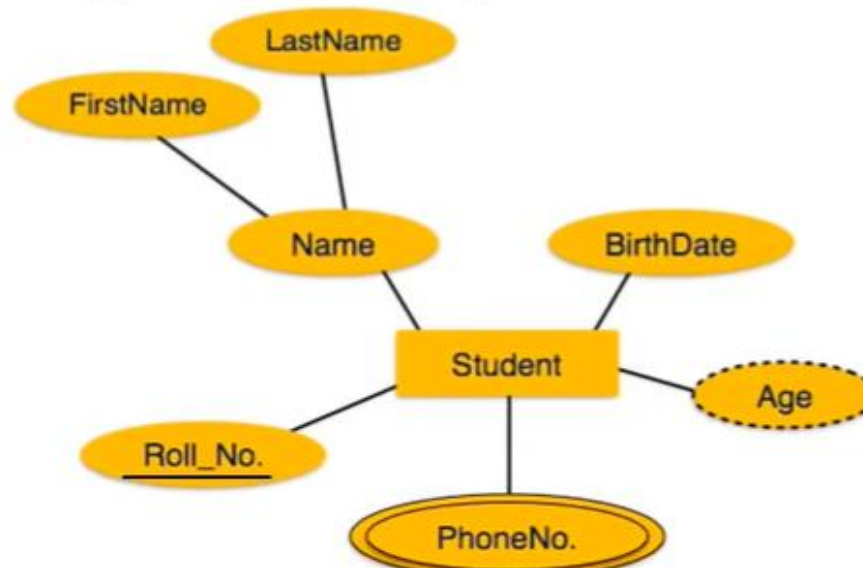 LastName
FirstName
Name
BirthDate
Student
Age
Roll_No.
PhoneNo.